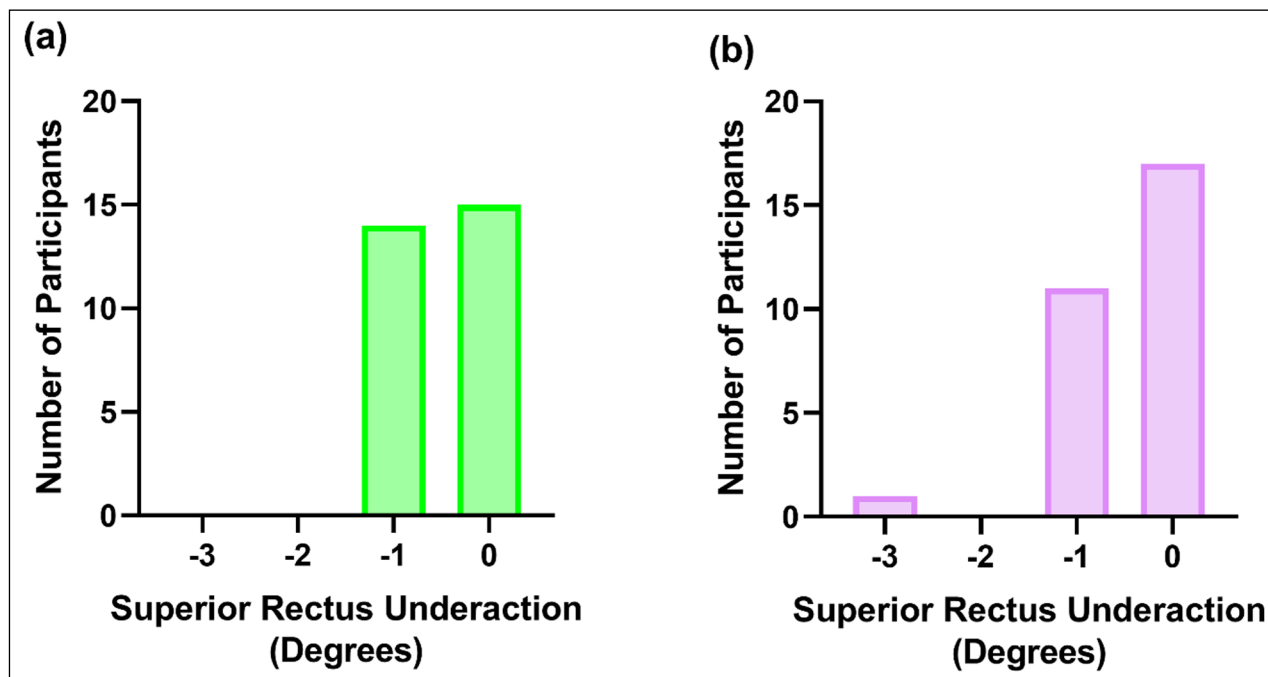 (a)
Number of Participants
20
15
10
5
0
-3 -2 -1 0
Superior Rectus Underaction
(Degrees)
(b)
Number of Participants
20
15
10
5
0
-3 -2 -1 0
Superior Rectus Underaction
(Degrees)